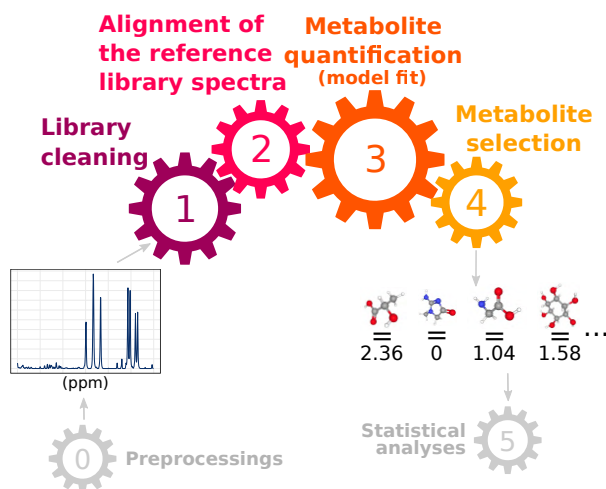 Alignment of
the reference
library spectra
2
Metabolite
quantification
(model fit)
3
Library
cleaning
1
Metabolite
selection
4
(ppm)
0
Preprocessings
= = = = ...
2.36 0 1.04 1.58
Statistical
analyses
5